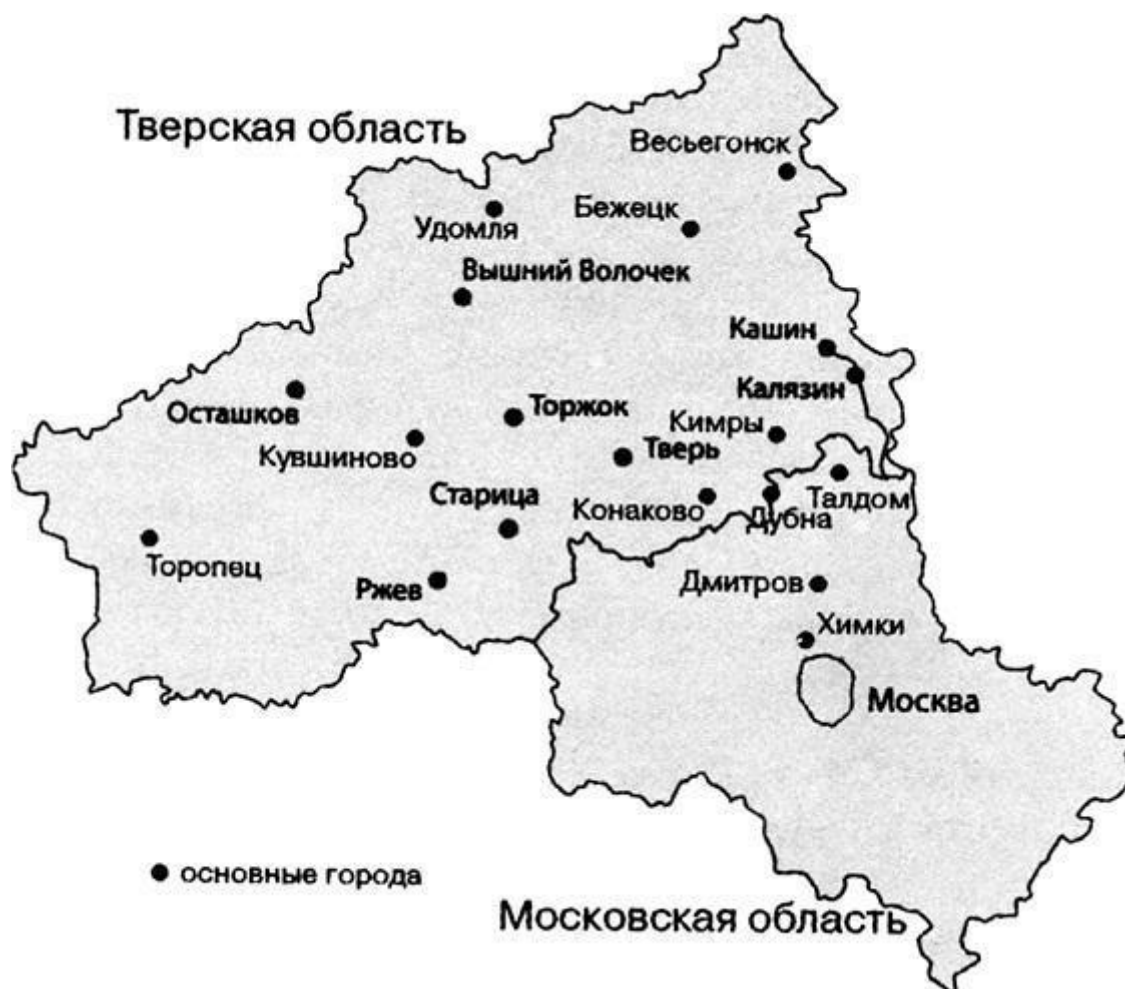 Тверская область
Весьегонск
Бежецк
Удомля
Вышний Волочек
Кашин
Калязин
Осташков
Торжок
Кимры
Кувшиново
Тверь
Старица
Конаково
Дубна
Талдом
Торопец
Ржев
Дмитров
Химки
Москва
основные города
Московская область